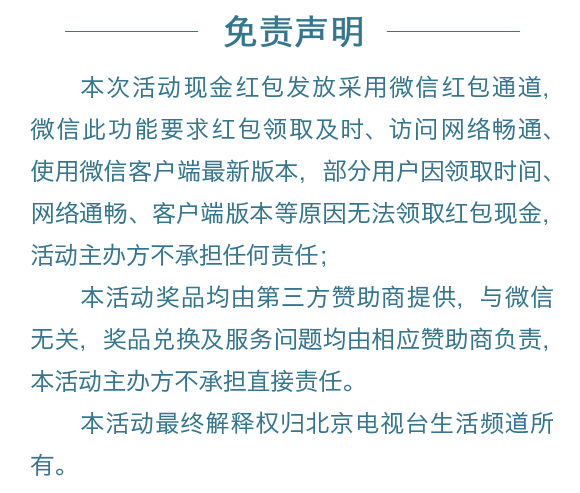 免责声明
本次活动现金红包发放采用微信红包通道,
微信此功能要求红包领取及时、访问网络畅通、
使用微信客户端最新版本,部分用户因领取时间、
网络通畅、客户端版本等原因无法领取红包现金,
活动主办方不承担任何责任;
本活动奖品均由第三方赞助商提供,与微信
无关,奖品兑换及服务问题均由相应赞助商负责,
本活动主办方不承担直接责任。
本活动最终解释权归北京电视台生活频道所
有。